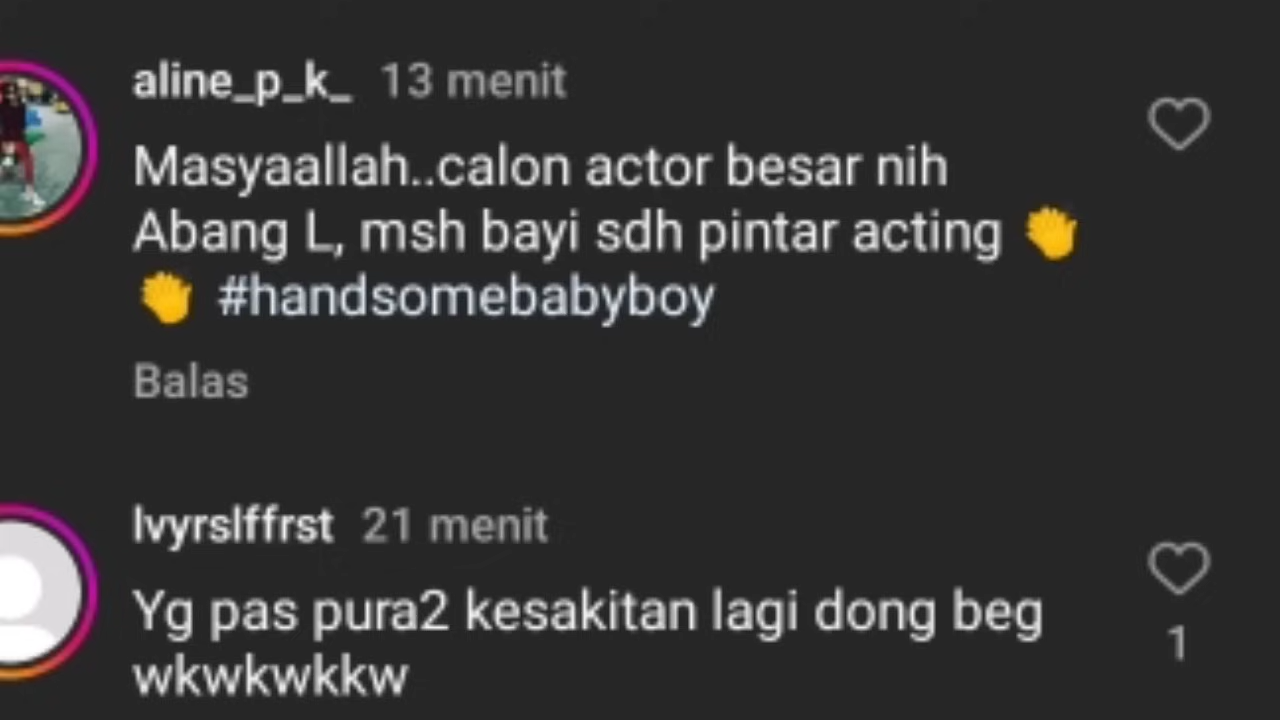 aline_p_k_ 13 menit
Masyaallah..calon actor besar nih
Abang L, msh bayi sdh pintar acting 👏
👏 #handsomebabyboy
Balas
lvyrslffrst 21 menit
Yg pas pura2 kesakitan lagi dong beg
1
wkwkwkkw